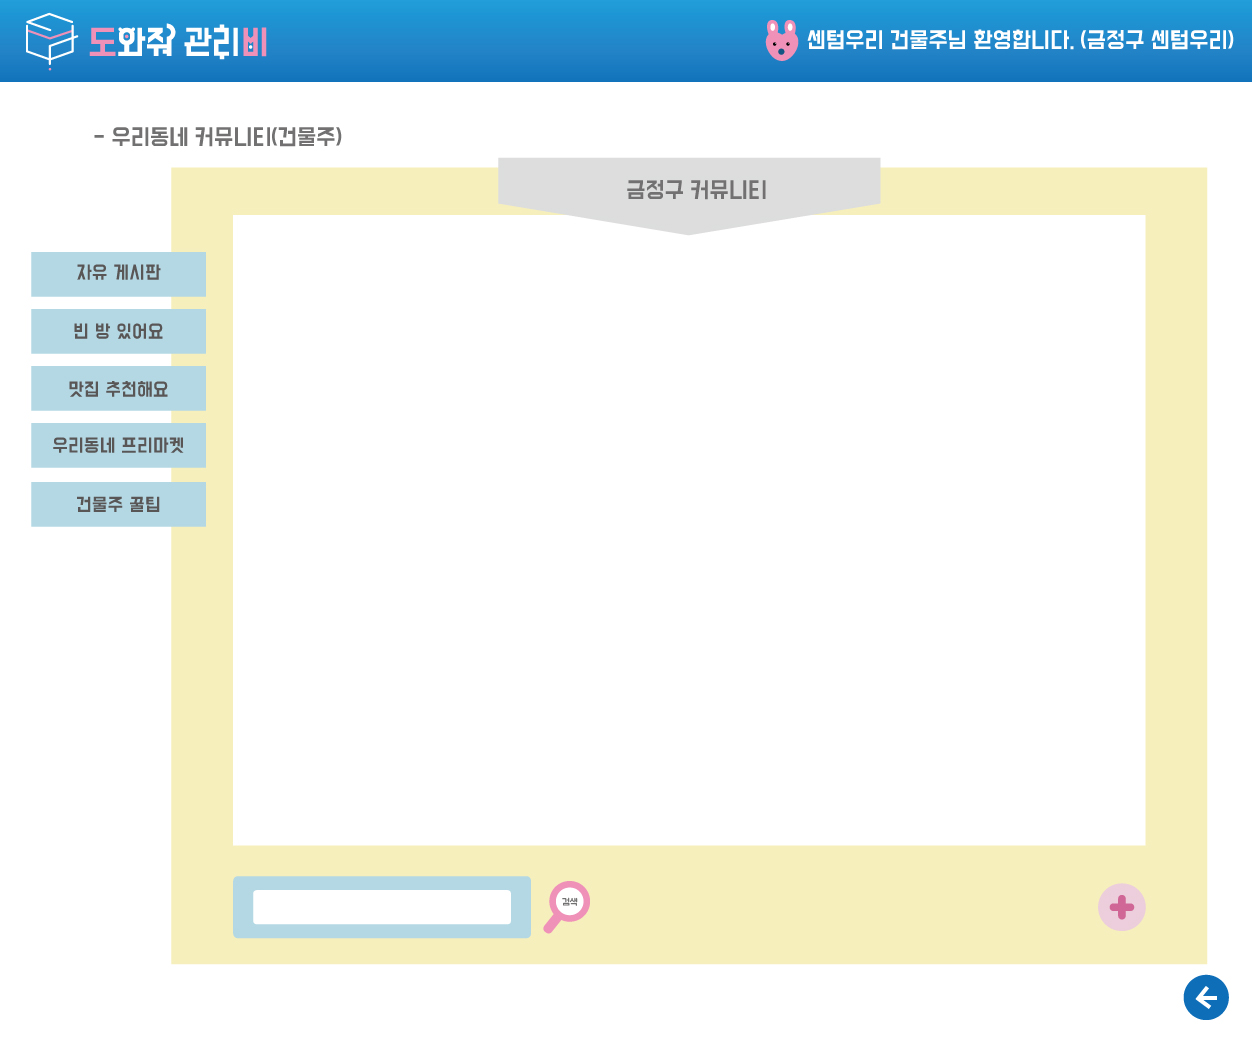 도와줘 관리비
센텀우리 건물주님 환영합니다. (금정구 센텀우리)
- 우리동네 커뮤니티(건물주)
금정구 커뮤니티
자유 게시판
빈 방 있어요
맛집 추천해요
우리동네 프리마켓
건물주 꿀팁
검색